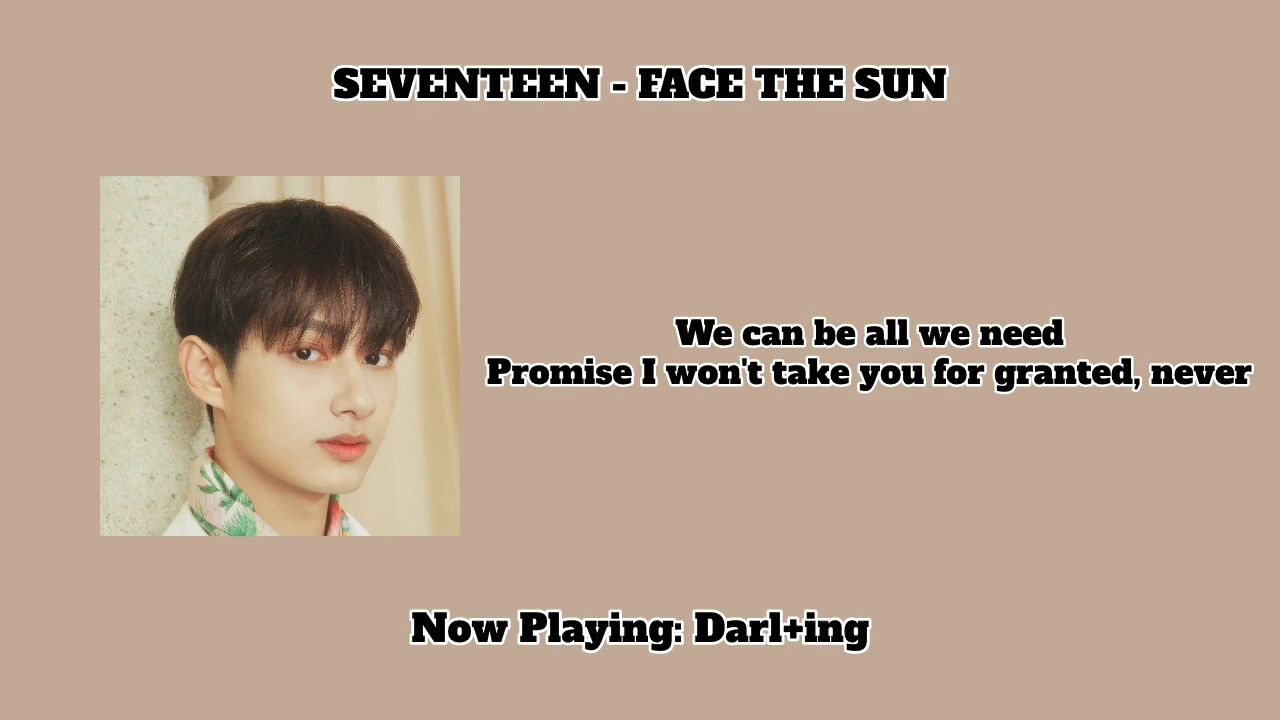 SEVENTEEN - FACE THE SUN
We can be all we need
Promise I won't take you for granted, never
Now Playing: Darl+ing